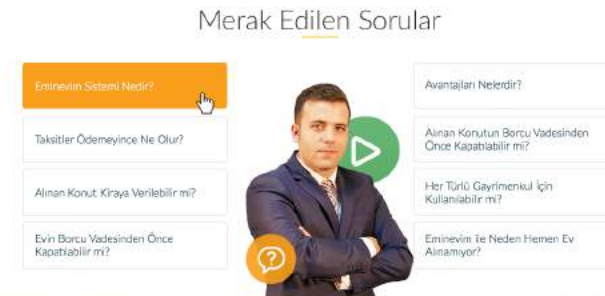 Merak Edilen Sorular
Eminevim Sistemi Nedir?
Taksitler Ödemeyince Ne Olur?
Alınan Konut Kiraya Verilebilir mi?
Evin Borcu Vadesinden Önce
Kapatılabilir mi?
Avantajları Nelerdir?
Alınan Konutun Borcu Vadesinden
Önce Kapatılabilir mi?
Her Türlü Gayrimenkul İçin
Kullanılabilir mi?
Eminevim ile Neden Hemen Ev
Alınamıyor?